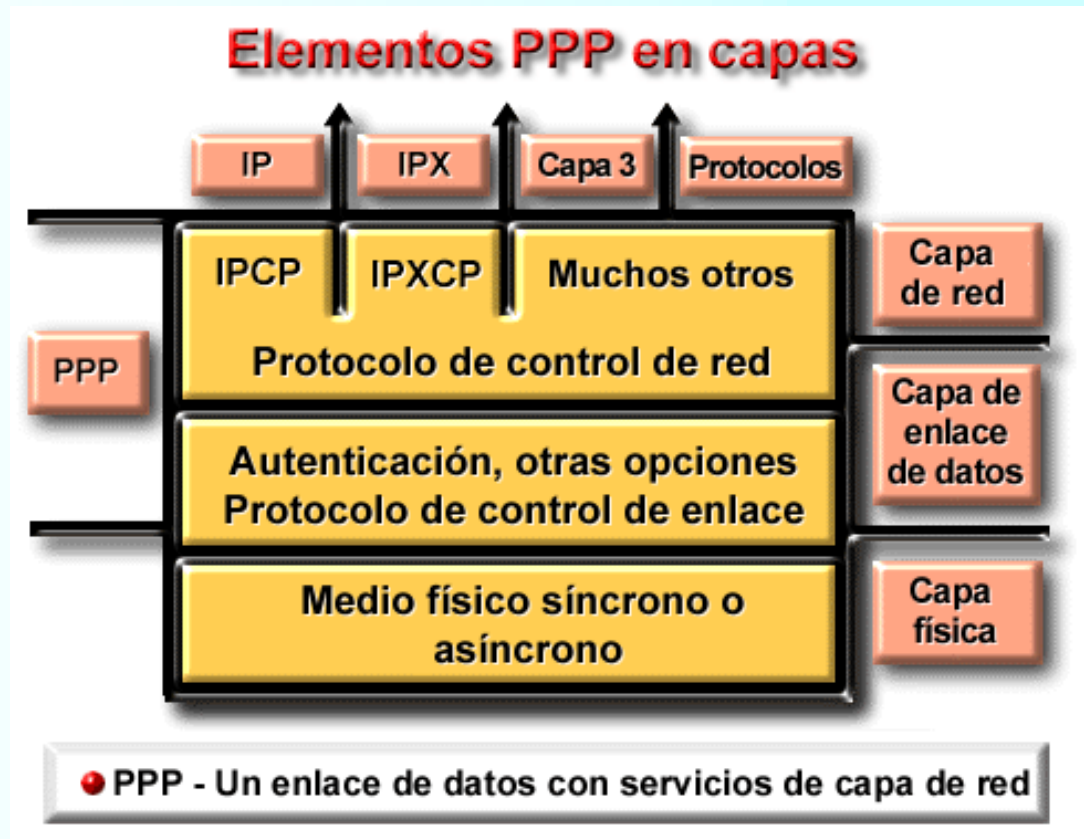 Elementos PPP en capas
IP
IPX
Capa 3
Protocolos
IPCP
IPXCP
Muchos otros
Capa
de red
Protocolo de control de red
PPP
Capa de
enlace
de datos
Autenticación, otras opciones
Protocolo de control de enlace
Medio físico síncrono o
asíncrono
Capa
física
PPP - Un enlace de datos con servicios de capa de red